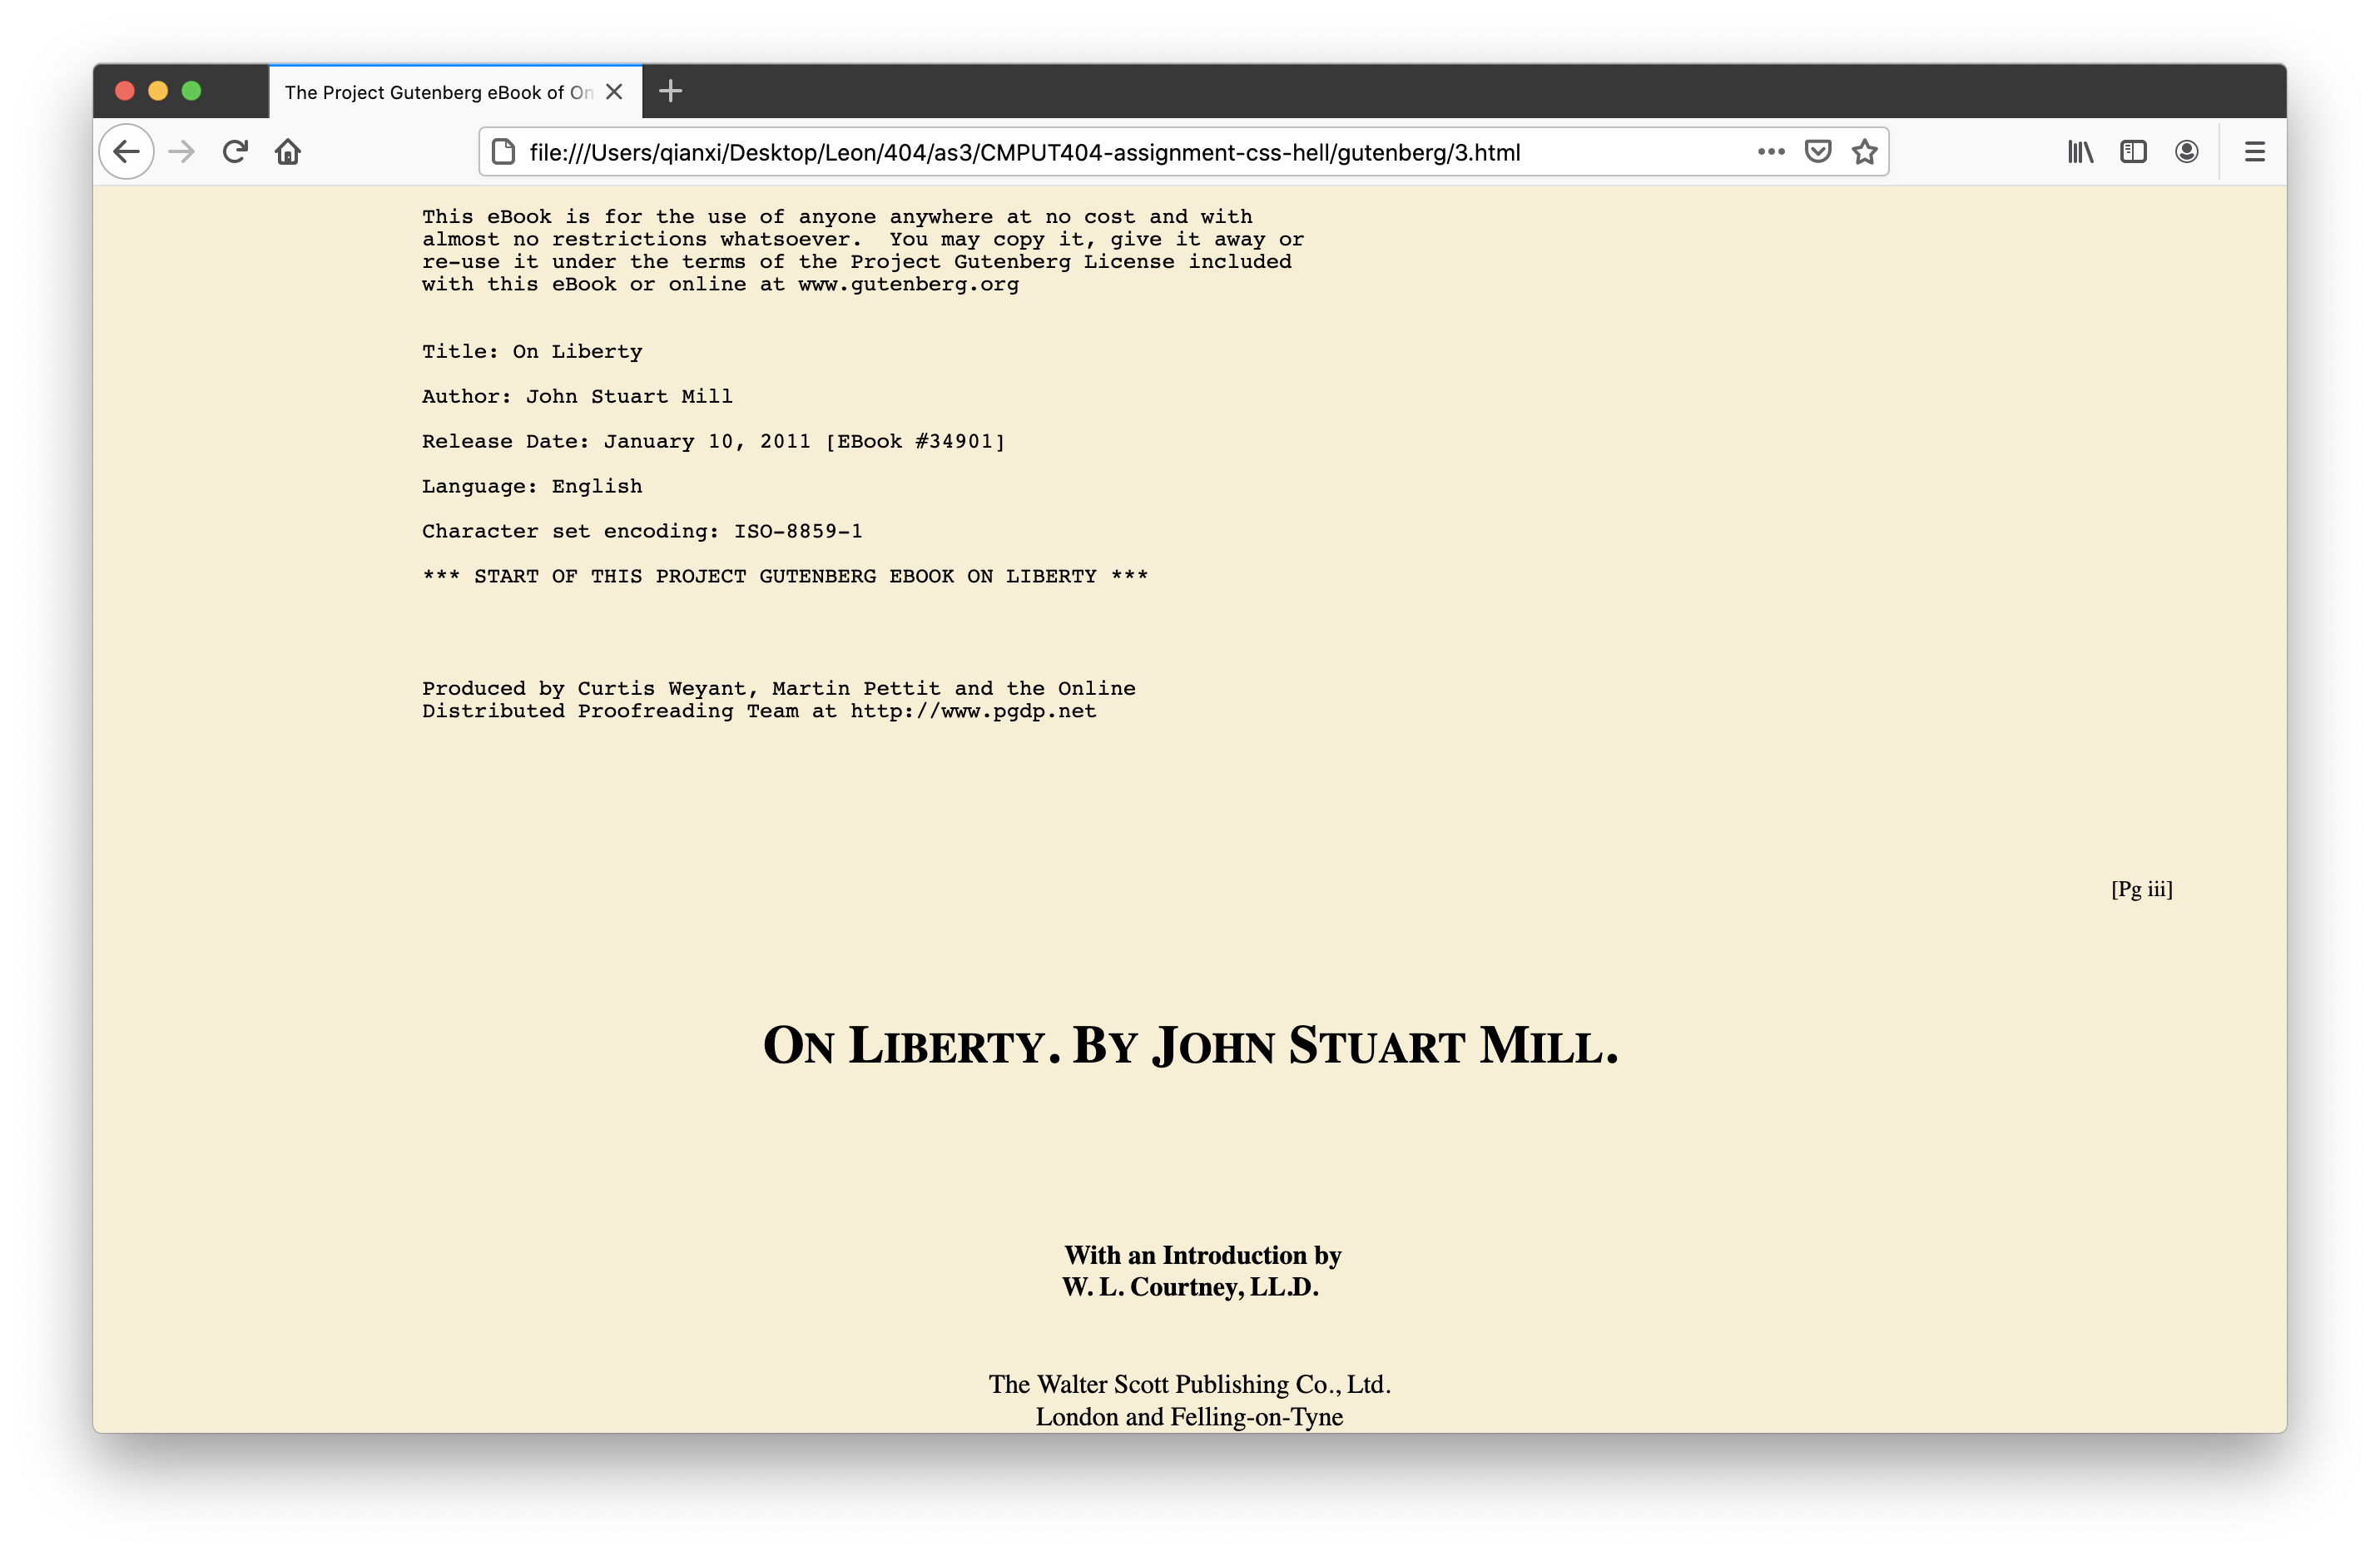 The Project Gutenberg eBook of On
file:///Users/qianxi/Desktop/Leon/404/as3/CMPUT404-assignment-css-hell/gutenberg/3.html
This eBook is for the use of anyone anywhere at no cost and with
almost no restrictions whatsoever.  You may copy it, give it away or
re-use it under the terms of the Project Gutenberg License included
with this eBook or online at www.gutenberg.org
Title: On Liberty
Author: John Stuart Mill
Release Date: January 10, 2011 [EBook #34901]
Language: English
Character set encoding: ISO-8859-1
*** START OF THIS PROJECT GUTENBERG EBOOK ON LIBERTY ***
Produced by Curtis Weyant, Martin Pettit and the Online
Distributed Proofreading Team at http://www.pgdp.net
[Pg iii]
On Liberty. By John Stuart Mill.
With an Introduction by
W. L. Courtney, LL.D.
The Walter Scott Publishing Co., Ltd.
London and Felling-on-Tyne